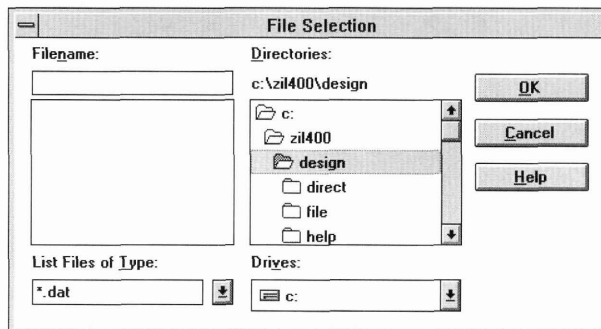 File Selection
Filename:
Directories:
c:\zil400\design
OK
c:
zil400
Cancel
design
direct
Help
file
help
List Files of Type:
Drives:
*.dat
c: